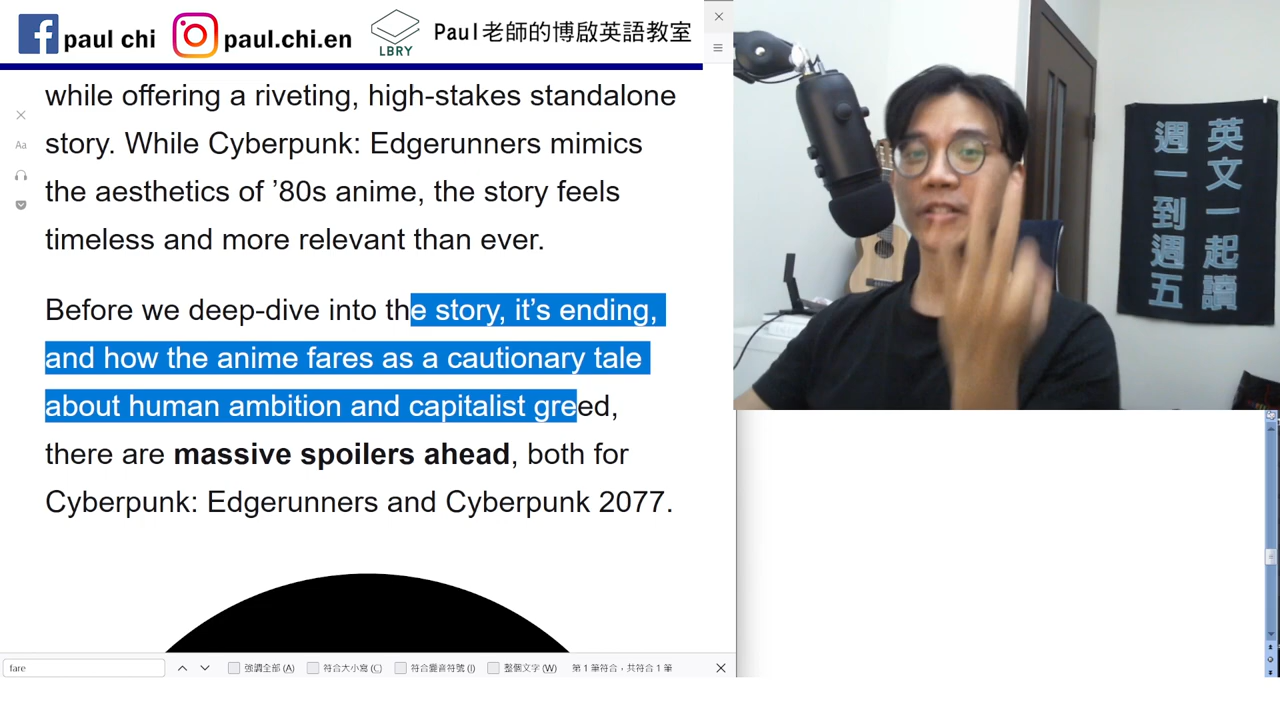 paul chi
paul.chi.en
LBRY
Paul老師的博啟英語教室
while offering a riveting, high-stakes standalone
story. While Cyberpunk: Edgerunners mimics
the aesthetics of ’80s anime, the story feels
timeless and more relevant than ever.
Before we deep-dive into the story, it’s ending,
and how the anime fares as a cautionary tale
about human ambition and capitalist greed,
there are massive spoilers ahead, both for
Cyberpunk: Edgerunners and Cyberpunk 2077.
Aa
英文一起讀
週一到週五
fare
強調全部 (A)
符合大小寫 (C)
符合變音符號 (I)
整個文字 (W)
第 1 筆符合，共符合 1 筆